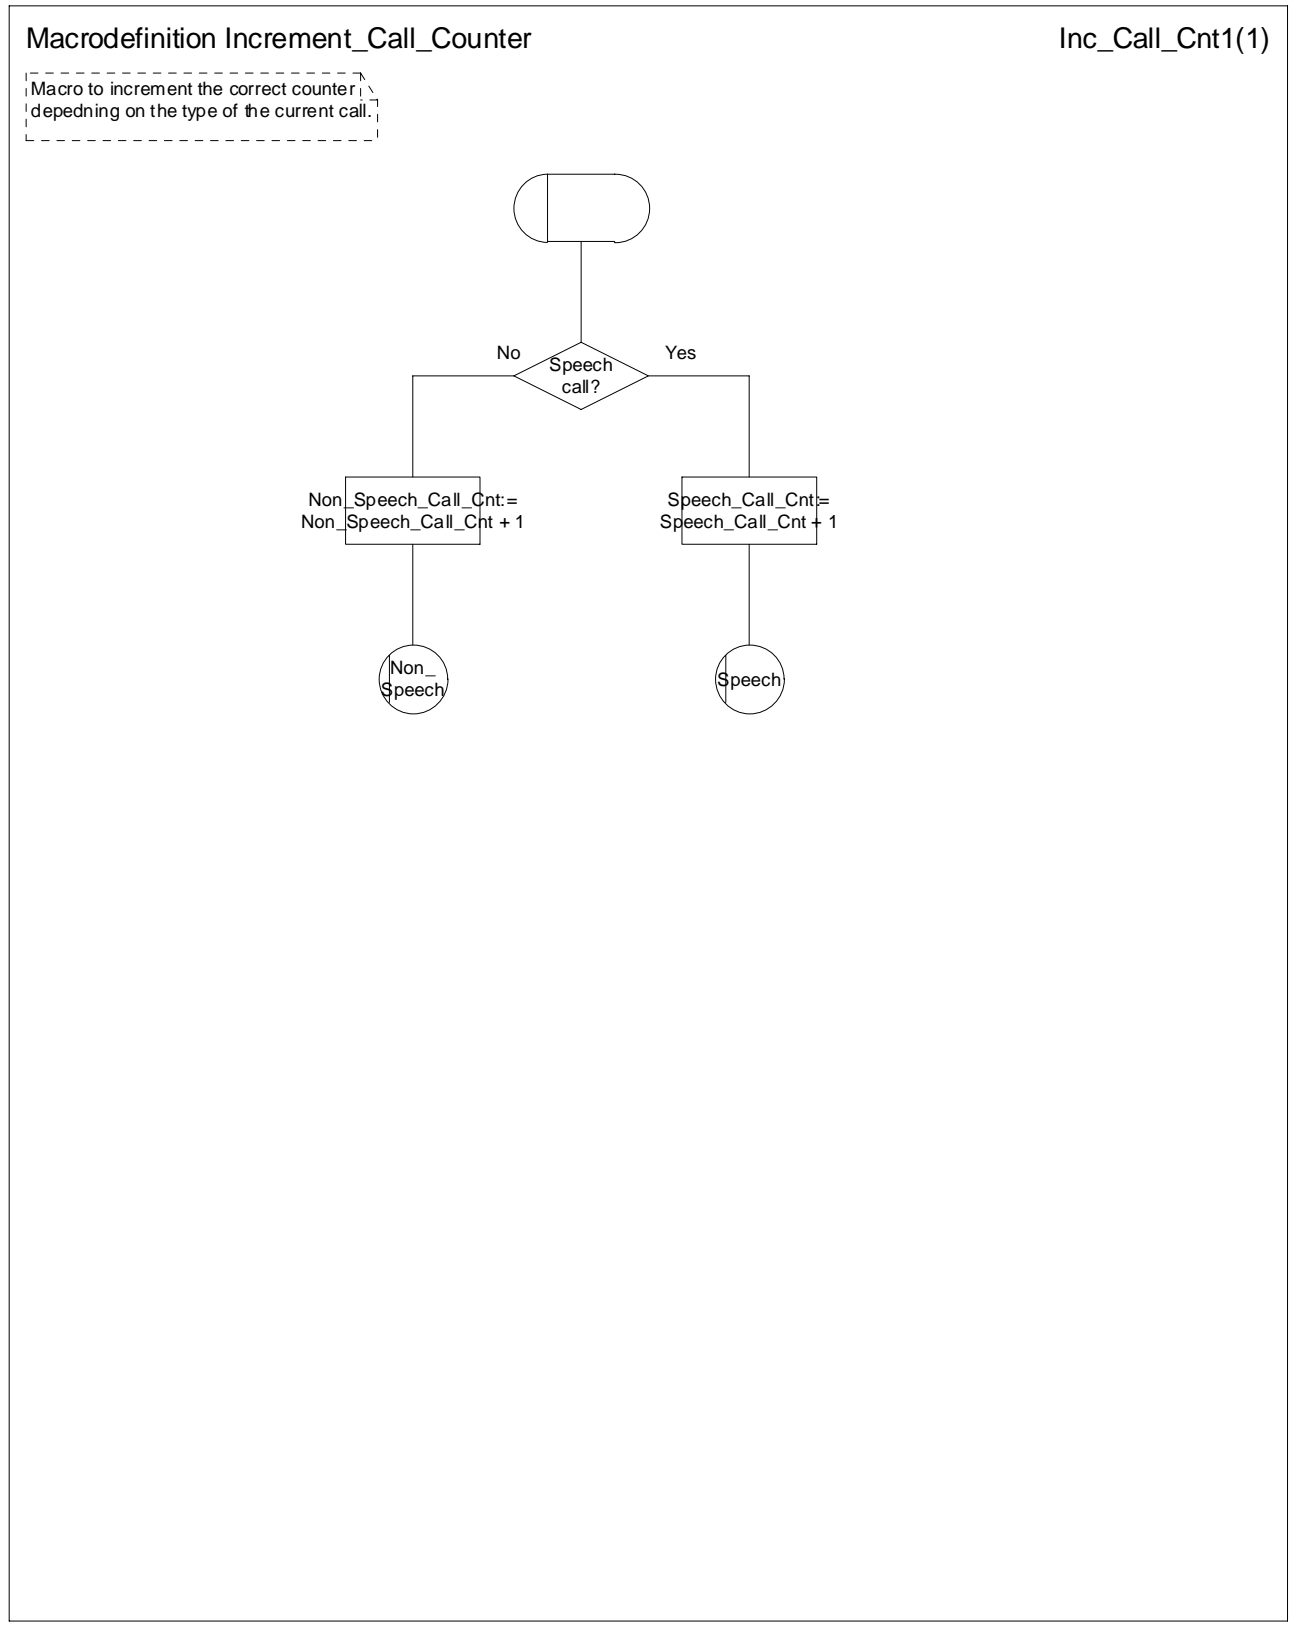 Macrodefinition Increment_Call_Counter
Inc_Call_Cnt1(1)
Macro to increment the correct counter
depedning on the type of the current call.
No
Yes
Speech
call?
Non_Speech_Call_Cnt:=
Non_Speech_Call_Cnt + 1
Speech_Call_Cnt:=
Speech_Call_Cnt + 1
Non_
Speech
Speech